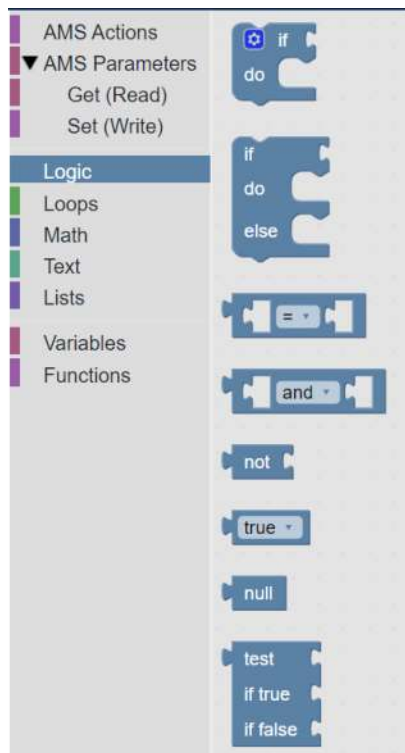 AMS Actions
▼ AMS Parameters
Get (Read)
Set (Write)
Logic
Loops
Math
Text
Lists
Variables
Functions
if
do
if
do
else
=
and
not
true
null
test
if true
if false